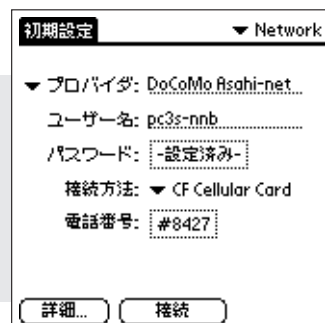 初期設定 ▼ Network
▼ プロバイダ: DoCoMo Asahi-net
ユーザー名: pc3s-nnb
パスワード: -設定済み-
接続方法: ▼ CF Cellular Card
電話番号: #8427
詳細... 接続